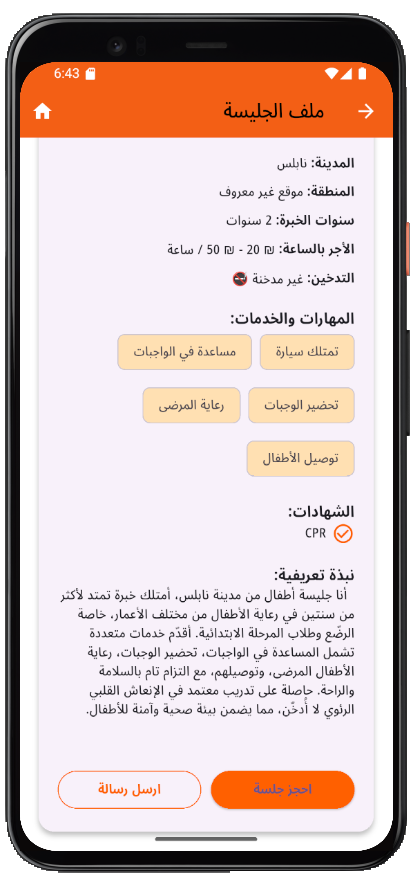 6:43
ملف الجليسة
المدينة: نابلس
المنطقة: موقع غير معروف
سنوات الخبرة: 2 سنوات
الأجر بالساعة: ₪ 20 - ₪ 50 / ساعة
التدخين: غير مدخنة 🚭
المهارات والخدمات:
تمتلك سيارة
مساعدة في الواجبات
تحضير الوجبات
رعاية المرضى
توصيل الأطفال
الشهادات:
CPR
نبذة تعريفية:
أنا جليسة أطفال من مدينة نابلس، أمتلك خبرة تمتد لأكثر
من سنتين في رعاية الأطفال من مختلف الأعمار، خاصة
الرضّع وطلاب المرحلة الابتدائية. أقدّم خدمات متعددة
تشمل المساعدة في الواجبات، تحضير الوجبات، رعاية
الأطفال المرضى، وتوصيلهم، مع التزام تام بالسلامة
والراحة. حاصلة على تدريب معتمد في الإنعاش القلبي
الرئوي لا أُدخّن، مما يضمن بيئة صحية وآمنة للأطفال.
احجز جلسة
ارسل رسالة